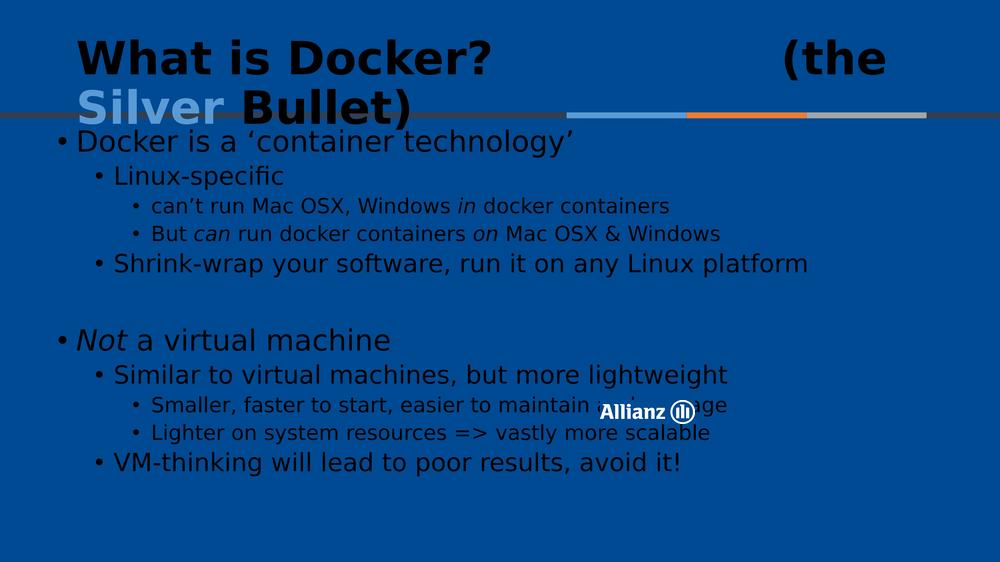 What is Docker? (the
Silver Bullet)
• Docker is a ‘container technology’
• Linux-specific
• can’t run Mac OSX, Windows in docker containers
• But can run docker containers on Mac OSX & Windows
• Shrink-wrap your software, run it on any Linux platform
• Not a virtual machine
• Similar to virtual machines, but more lightweight
• Smaller, faster to start, easier to maintain
Allianz
• Lighter on system resources => vastly more scalable
• VM-thinking will lead to poor results, avoid it!